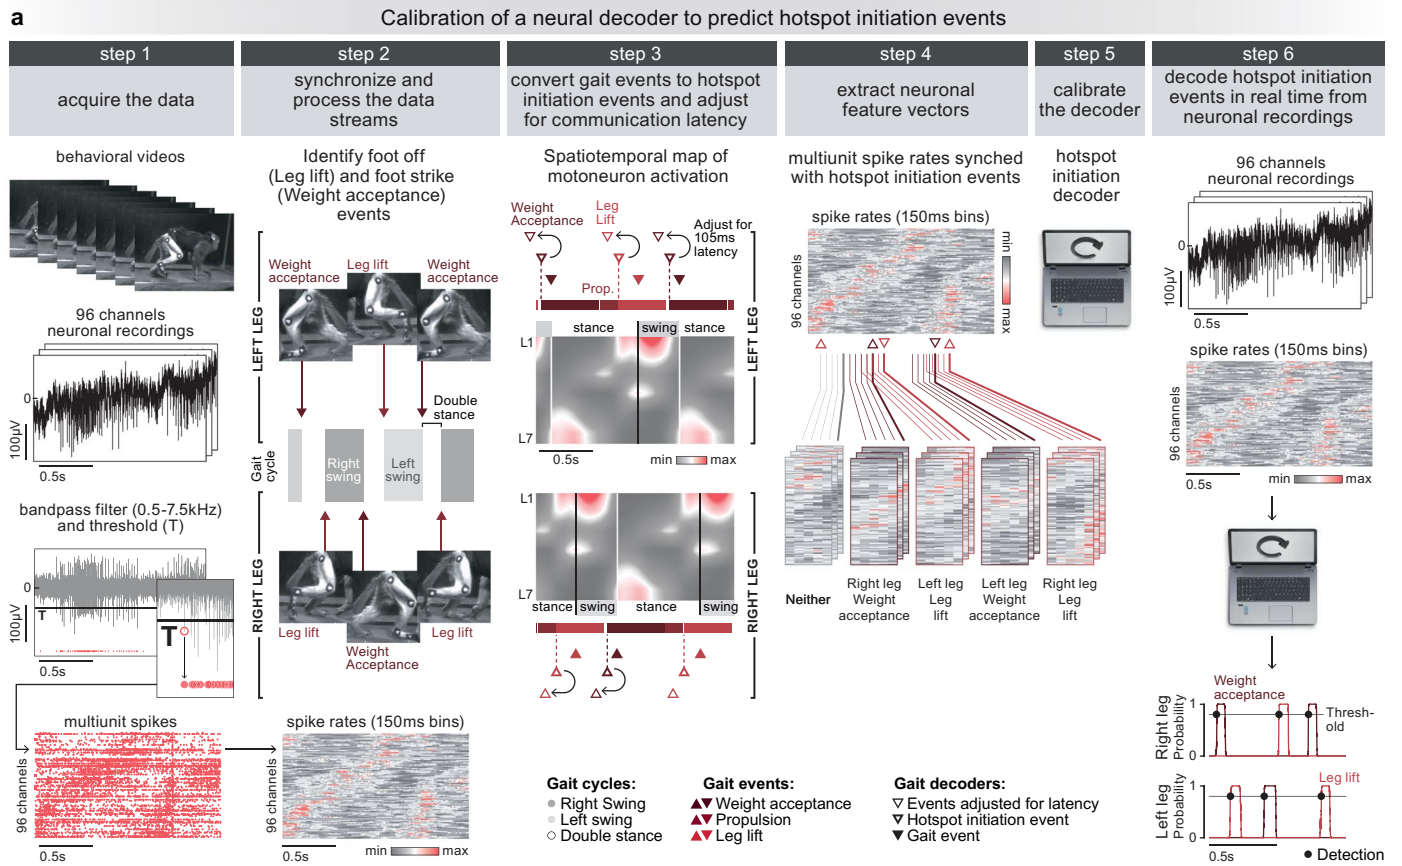 a
Calibration of a neural decoder to predict hotspot initiation events
step 1
acquire the data
behavioral videos
96 channels
neuronal recordings
0
100µV
0.5s
bandpass filter (0.5-7.5kHz)
and threshold (T)
0
100µV
T
T
0.5s
multiunit spikes
96 channels
0.5s
step 2
synchronize and
process the data
streams
Identify foot off
(Leg lift) and foot strike
(Weight acceptance)
events
LEFT LEG
Weight
acceptance
Leg lift
Weight
acceptance
Double
stance
Gait
cycle
Right
swing
Left
swing
RIGHT LEG
Leg lift
Weight
Acceptance
Leg lift
spike rates (150ms bins)
96 channels
0.5s
min
max
step 3
convert gait events to hotspot
initiation events and adjust
for communication latency
Spatiotemporal map of
motoneuron activation
Weight
Acceptance
Leg
Lift
Adjust for
105ms
latency
Prop.
stance
swing
stance
L1
L7
LEFT LEG
0.5s
min
max
L1
L7
RIGHT LEG
stance
swing
stance
swing
step 4
extract neuronal
feature vectors
multiunit spike rates synched
with hotspot initiation events
spike rates (150ms bins)
96 channels
min
max
Neither
Right leg
Weight
acceptance
Left leg
Leg
lift
Left leg
Weight
acceptance
Right leg
Leg
lift
step 5
calibrate
the decoder
hotspot
initiation
decoder
step 6
decode hotspot initiation
events in real time from
neuronal recordings
96 channels
neuronal recordings
0
100µV
0.5s
spike rates (150ms bins)
96 channels
0.5s
min
max
Weight
acceptance
Right leg
Probability
1
0
Thresh-
old
Leg lift
Left leg
Probability
1
0
0.5s
Detection
Gait cycles:
Right Swing
Left swing
Double stance
Gait events:
Weight acceptance
Propulsion
Leg lift
Gait decoders:
Events adjusted for latency
Hotspot initiation event
Gait event